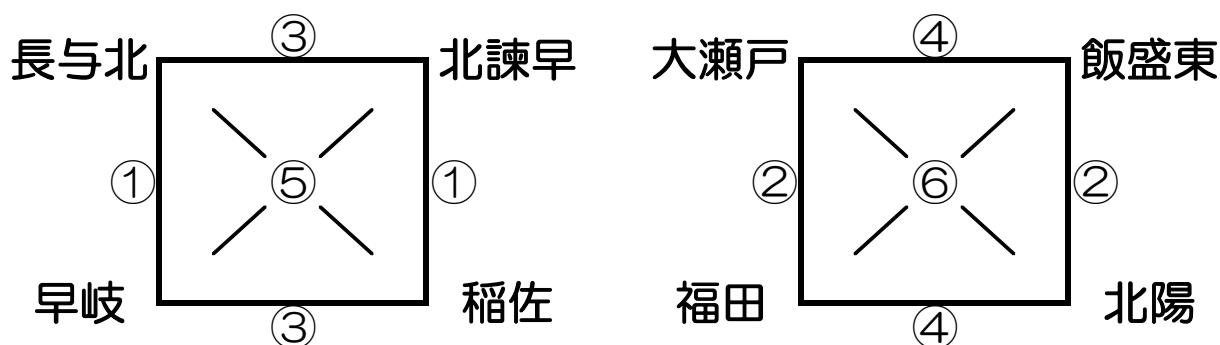 ③ ④
長与北 北諫早 大瀬戸 飯盛東
① ⑤ ① ② ⑥ ②
早岐 稲佐 福田 北陽
③ ④